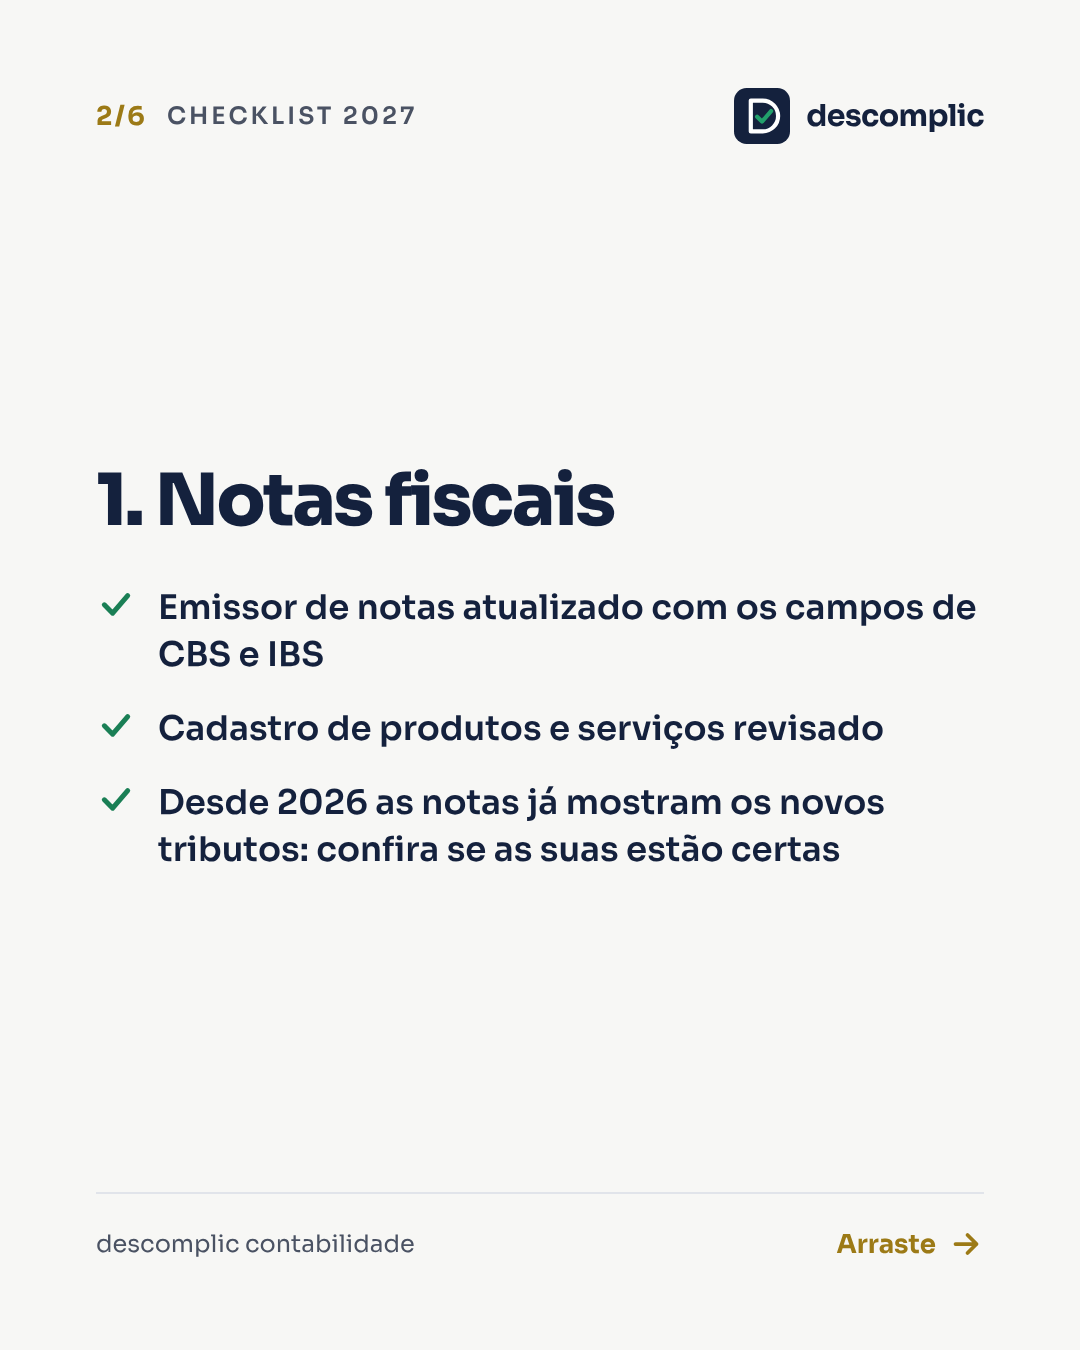 2/6 CHECKLIST 2027
descomplic
1. Notas fiscais
Emissor de notas atualizado com os campos de
CBS e IBS
Cadastro de produtos e serviços revisado
Desde 2026 as notas já mostram os novos
tributos: confira se as suas estão certas
descomplic contabilidade
Arraste →